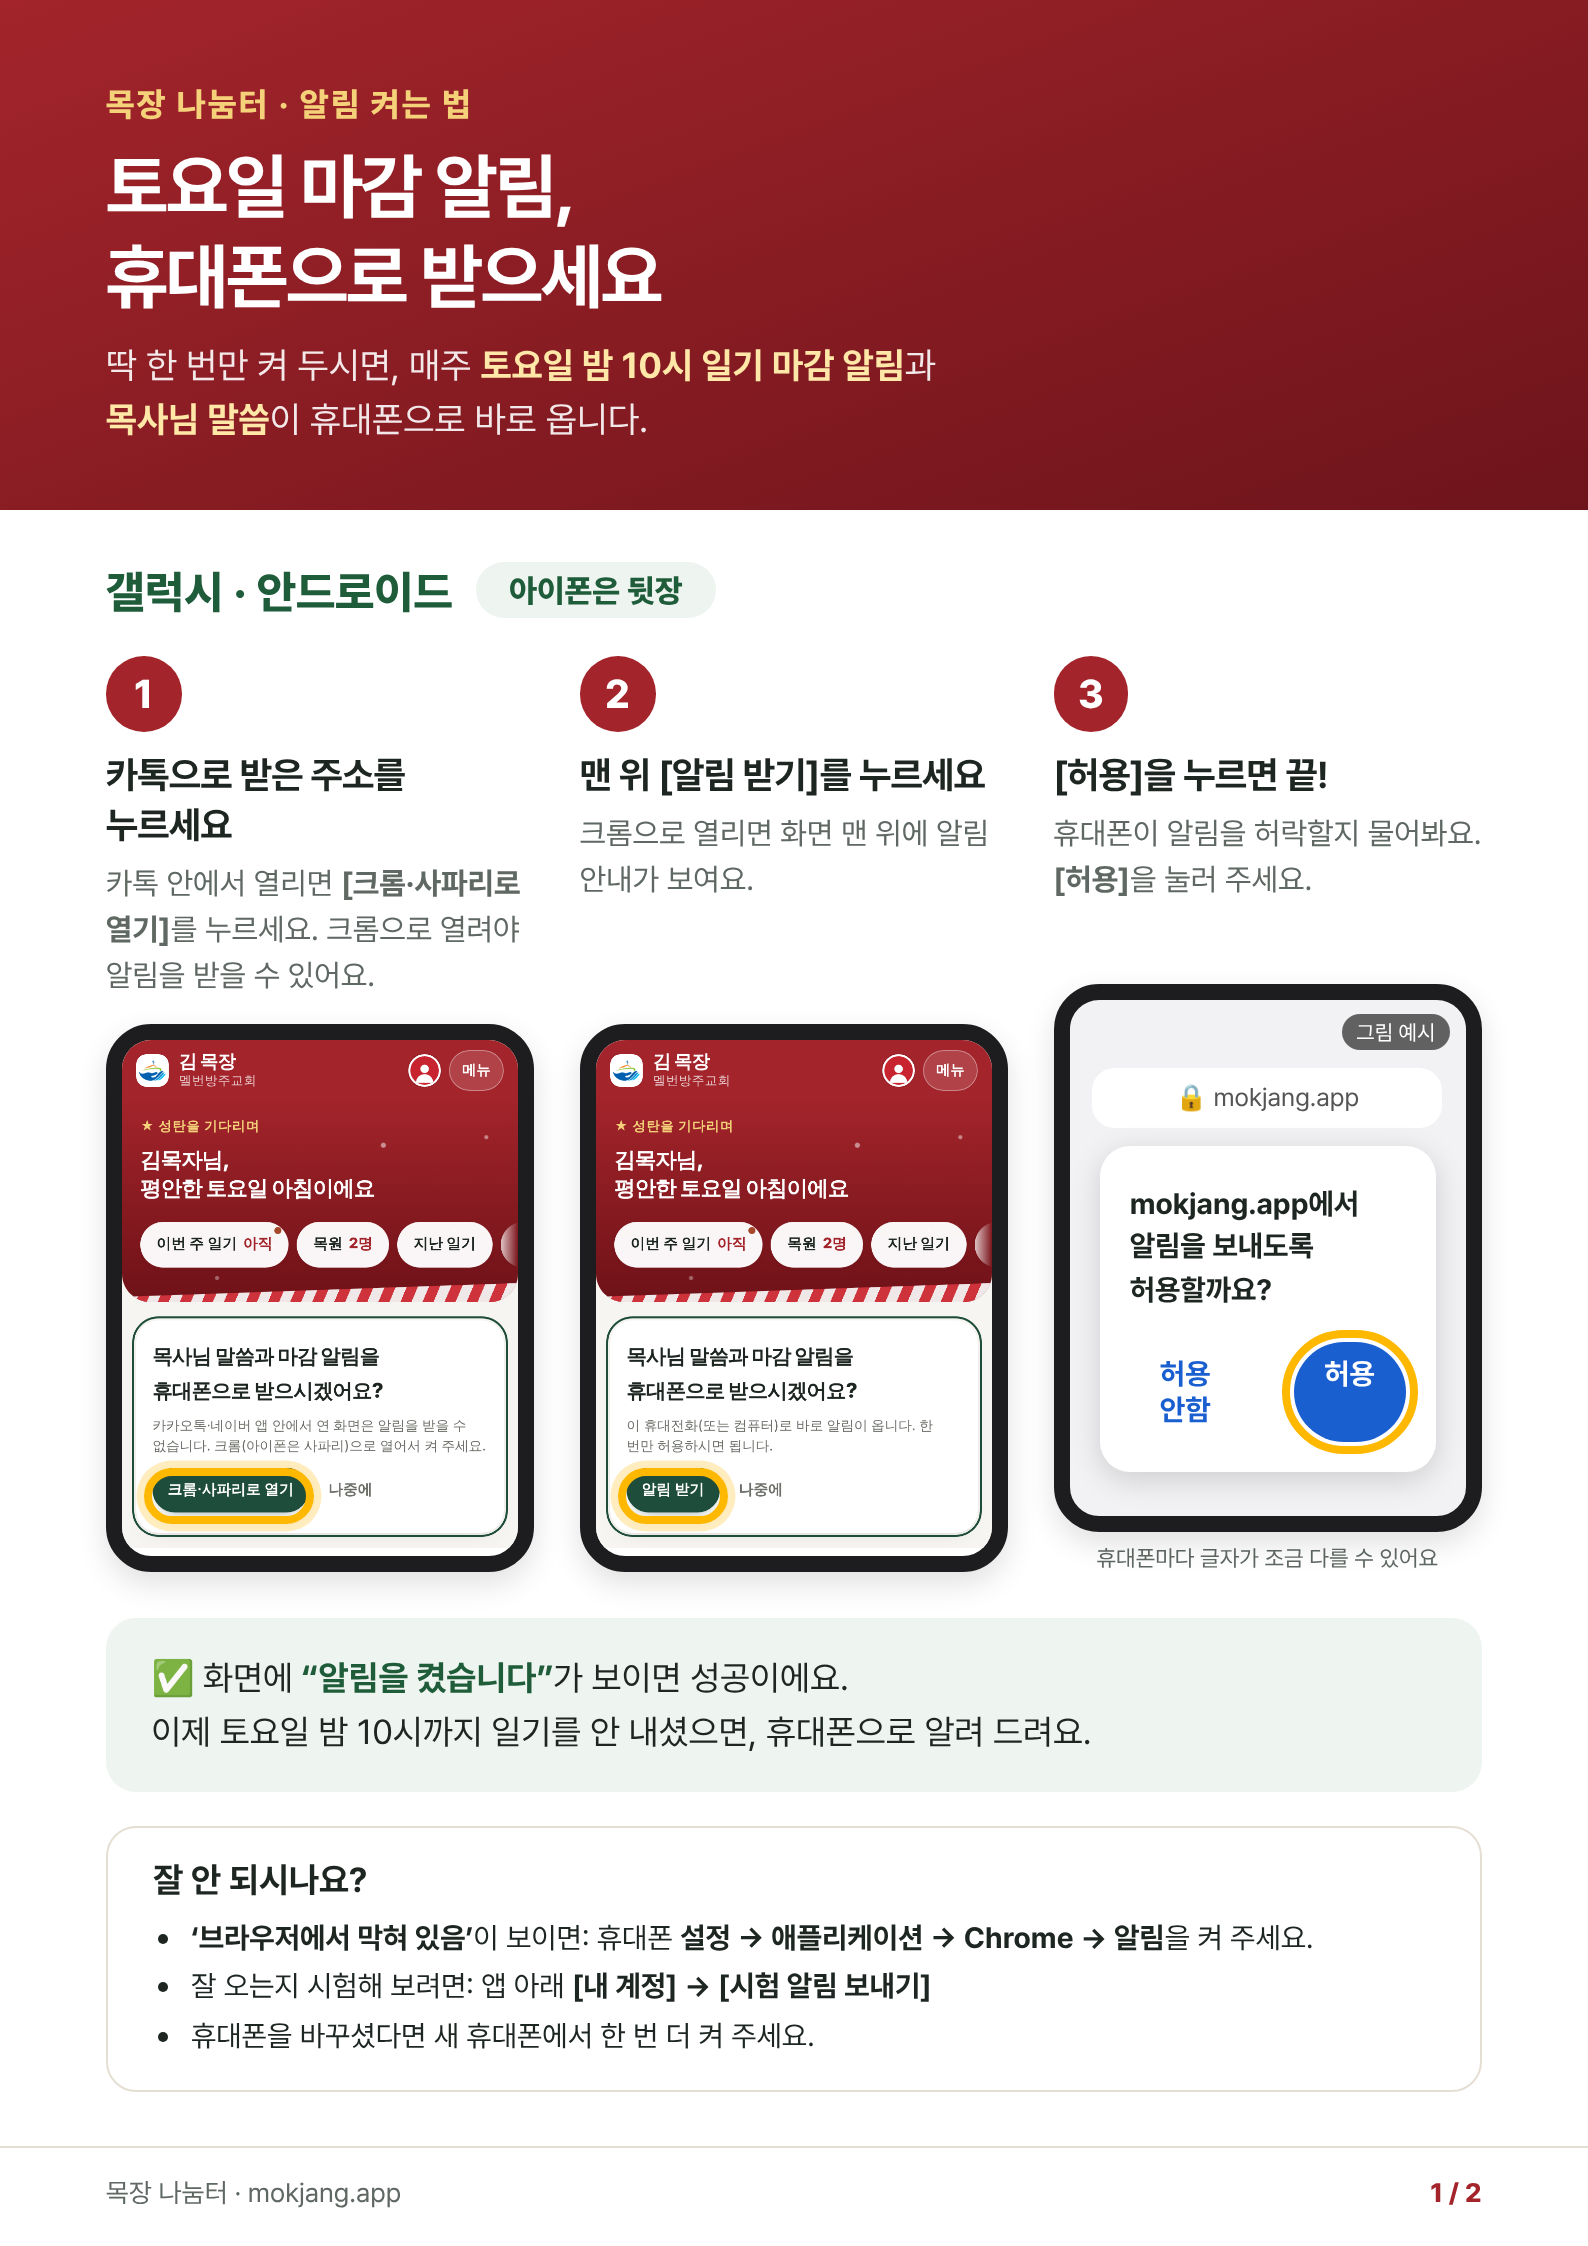 목장 나눔터 · 알림 켜는 법
토요일 마감 알림,
휴대폰으로 받으세요
딱 한 번만 켜 두시면, 매주 토요일 밤 10시 일기 마감 알림과
목사님 말씀이 휴대폰으로 바로 옵니다.
갤럭시 · 안드로이드
아이폰은 뒷장
1
카톡으로 받은 주소를
누르세요
카톡 안에서 열리면 [크롬·사파리로
열기]를 누르세요. 크롬으로 열려야
알림을 받을 수 있어요.
김 목장
멜번방주교회
메뉴
★ 성탄을 기다리며
김목자님,
평안한 토요일 아침이에요
이번 주 일기 아직
목원 2명
지난 일기
목사님 말씀과 마감 알림을
휴대폰으로 받으시겠어요?
카카오톡·네이버 앱 안에서 연 화면은 알림을 받을 수
없습니다. 크롬(아이폰은 사파리)으로 열어서 켜 주세요.
크롬·사파리로 열기
나중에
2
맨 위 [알림 받기]를 누르세요
크롬으로 열리면 화면 맨 위에 알림
안내가 보여요.
김 목장
멜번방주교회
메뉴
★ 성탄을 기다리며
김목자님,
평안한 토요일 아침이에요
이번 주 일기 아직
목원 2명
지난 일기
목사님 말씀과 마감 알림을
휴대폰으로 받으시겠어요?
이 휴대전화(또는 컴퓨터)로 바로 알림이 옵니다. 한
번만 허용하시면 됩니다.
알림 받기
나중에
3
[허용]을 누르면 끝!
휴대폰이 알림을 허락할지 물어봐요.
[허용]을 눌러 주세요.
그림 예시
mokjang.app
mokjang.app에서
알림을 보내도록
허용할까요?
허용
안함
허용
휴대폰마다 글자가 조금 다를 수 있어요
✅ 화면에 “알림을 켰습니다”가 보이면 성공이에요.
이제 토요일 밤 10시까지 일기를 안 내셨으면, 휴대폰으로 알려 드려요.
잘 안 되시나요?
• ‘브라우저에서 막혀 있음’이 보이면: 휴대폰 설정 → 애플리케이션 → Chrome → 알림을 켜 주세요.
• 잘 오는지 시험해 보려면: 앱 아래 [내 계정] → [시험 알림 보내기]
• 휴대폰을 바꾸셨다면 새 휴대폰에서 한 번 더 켜 주세요.
목장 나눔터 · mokjang.app
1 / 2